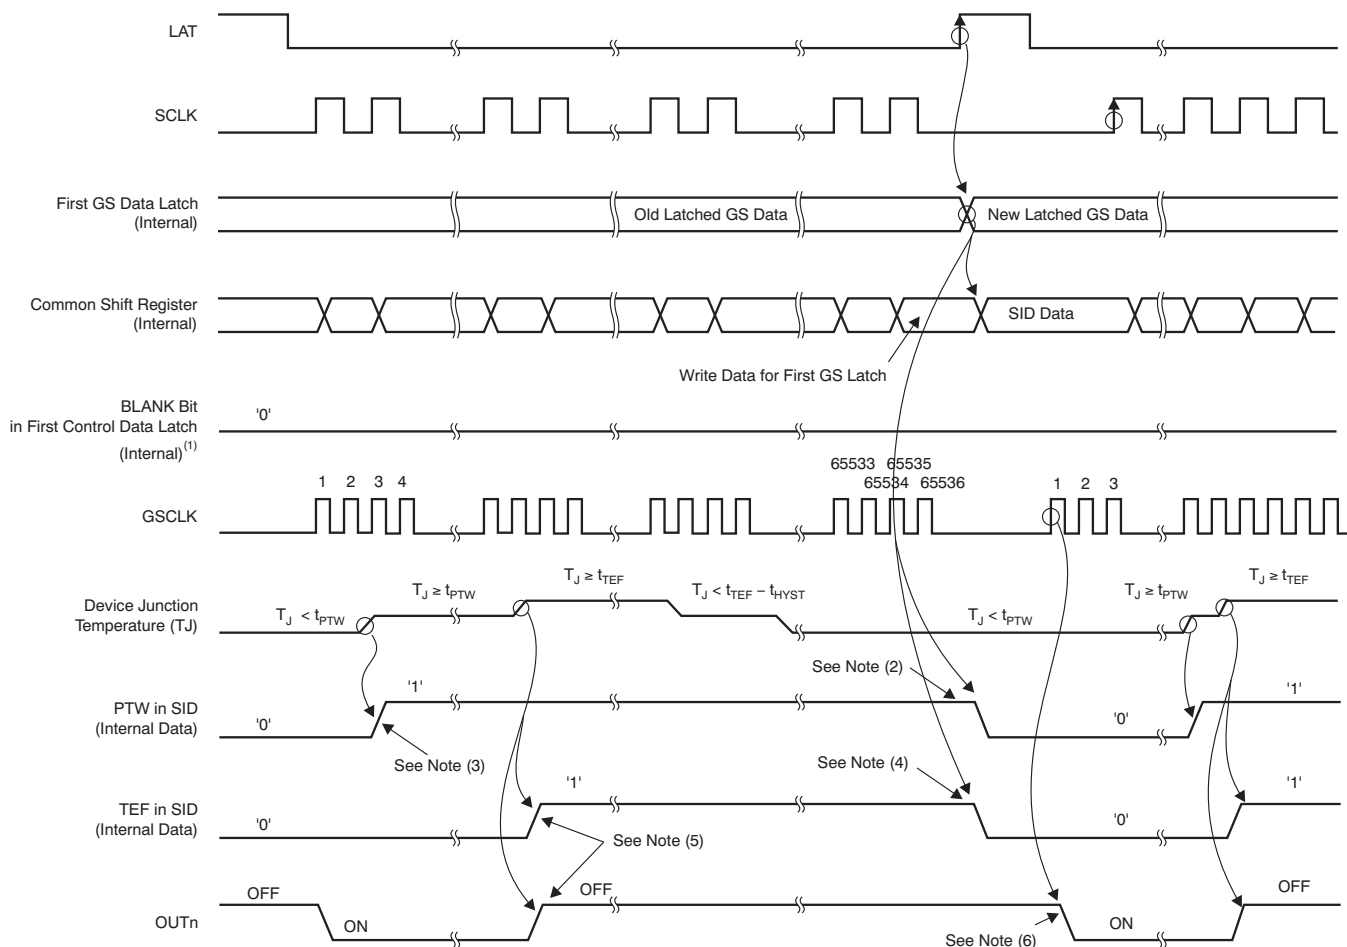 LAT
SCLK
First GS Data Latch
(Internal)
Old Latched GS Data
New Latched GS Data
Common Shift Register
(Internal)
SID Data
Write Data for First GS Latch
BLANK Bit
in First Control Data Latch
(Internal)(1)
'0'
65533 65535
65534 65536
1 2 3 4
1 2 3
GSCLK
Device Junction
Temperature (TJ)
TJ < tPTW
TJ ≥ tPTW
TJ ≥ tTEF
TJ < tTEF – tHYST
TJ < tPTW
TJ ≥ tPTW
TJ ≥ tTEF
See Note (2)
PTW in SID
(Internal Data)
'0'
'1'
'0'
'1'
See Note (3)
See Note (4)
TEF in SID
(Internal Data)
'0'
'1'
'0'
'1'
See Note (5)
OUTn
OFF
ON
OFF
ON
OFF
See Note (6)